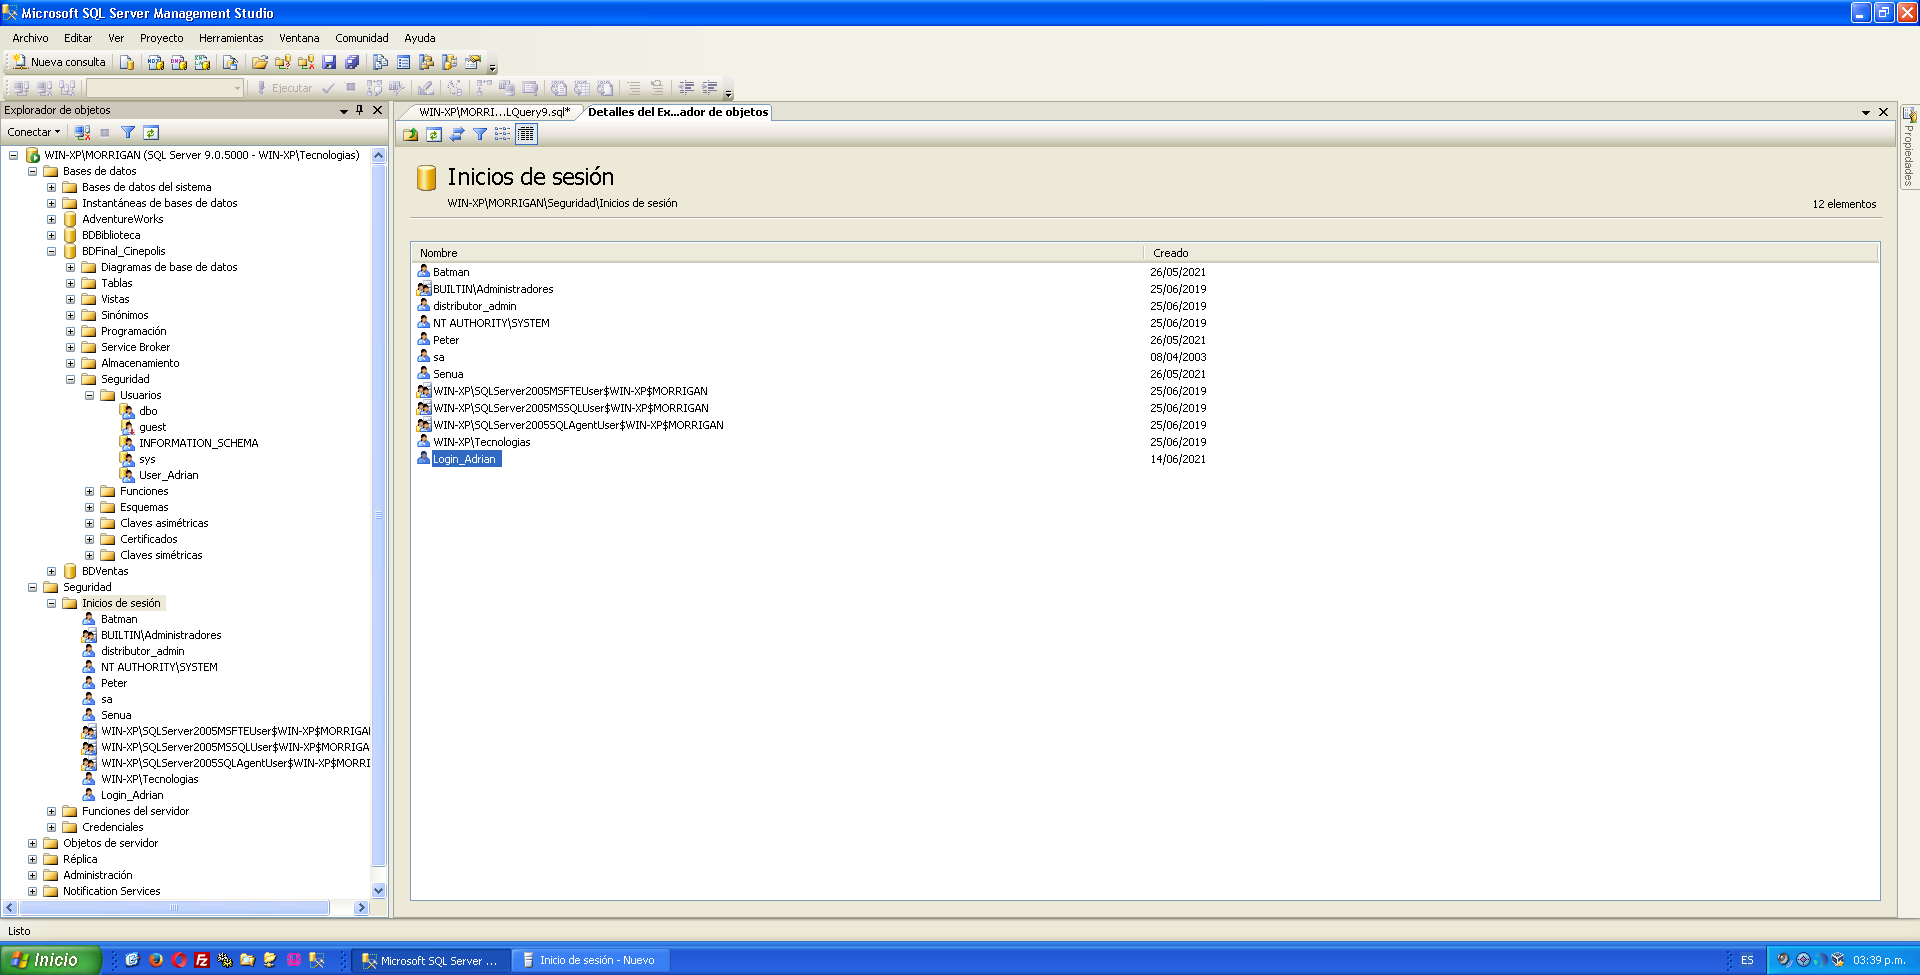 Microsoft SQL Server Management Studio
Archivo Editar Ver Proyecto Herramientas Ventana Comunidad Ayuda
Nueva consulta
Ejecutar
Explorador de objetos
Conectar
WIN-XP\MORRIGAN (SQL Server 9.0.5000 - WIN-XP\Tecnologias)
Bases de datos
Bases de datos del sistema
Instantáneas de bases de datos
AdventureWorks
BDBiblioteca
BDFinal_Cinepolis
Diagramas de base de datos
Tablas
Vistas
Sinónimos
Programación
Service Broker
Almacenamiento
Seguridad
Usuarios
dbo
guest
INFORMATION_SCHEMA
sys
User_Adrian
Funciones
Esquemas
Claves asimétricas
Certificados
Claves simétricas
BDVentas
Seguridad
Inicios de sesión
Batman
BUILTIN\Administradores
distributor_admin
NT AUTHORITY\SYSTEM
Peter
sa
Senua
WIN-XP\SQLServer2005MSFTEUser$WIN-XP$MORRIGAN
WIN-XP\SQLServer2005MSSQLUser$WIN-XP$MORRIGA
WIN-XP\SQLServer2005SQLAgentUser$WIN-XP$MORRI
WIN-XP\Tecnologias
Login_Adrian
Funciones del servidor
Credenciales
Objetos de servidor
Réplica
Administración
Notification Services
WIN-XP\MORRI...LQuery9.sql* Detalles del Ex...ador de objetos
Inicios de sesión
WIN-XP\MORRIGAN\Seguridad\Inicios de sesión 12 elementos
Nombre Creado
Batman 26/05/2021
BUILTIN\Administradores 25/06/2019
distributor_admin 25/06/2019
NT AUTHORITY\SYSTEM 25/06/2019
Peter 26/05/2021
sa 08/04/2003
Senua 26/05/2021
WIN-XP\SQLServer2005MSFTEUser$WIN-XP$MORRIGAN 25/06/2019
WIN-XP\SQLServer2005MSSQLUser$WIN-XP$MORRIGAN 25/06/2019
WIN-XP\SQLServer2005SQLAgentUser$WIN-XP$MORRIGAN 25/06/2019
WIN-XP\Tecnologias 25/06/2019
Login_Adrian 14/06/2021
Propiedades
Listo
Inicio Microsoft SQL Server ... Inicio de sesión - Nuevo ES 03:39 p.m.